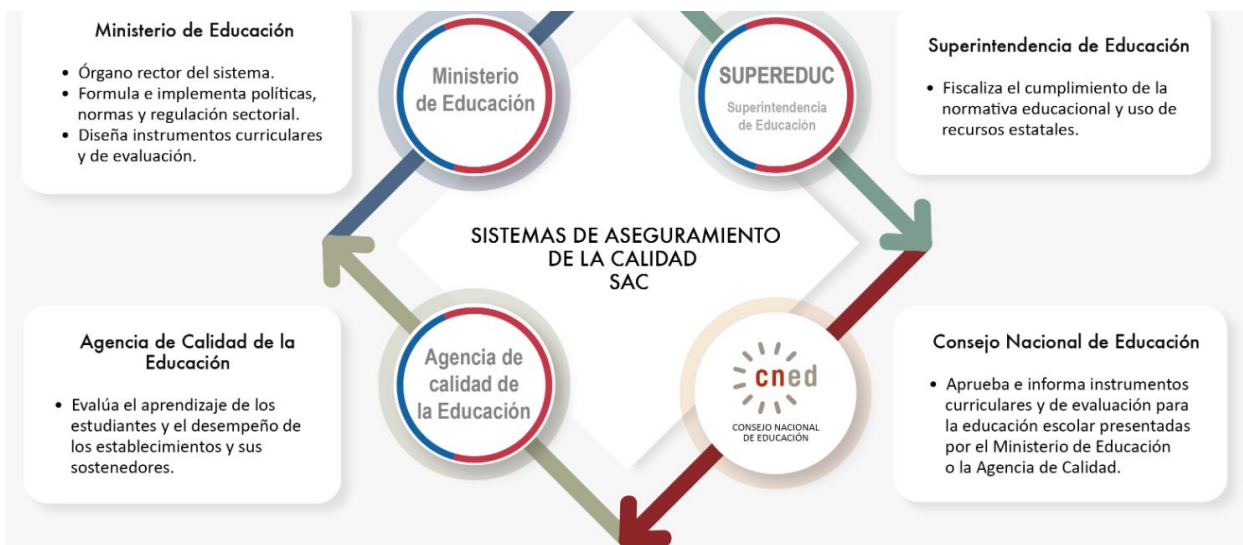 Ministerio de Educación
• Órgano rector del sistema.
• Formula e implementa políticas,
normas y regulación sectorial.
• Diseña instrumentos curriculares
y de evaluación.
Ministerio
de Educación
SUPEREDUC
Superintendencia
de Educación
Superintendencia de Educación
• Fiscaliza el cumplimiento de la
normativa educacional y uso de
recursos estatales.
SISTEMAS DE ASEGURAMIENTO
DE LA CALIDAD
SAC
Agencia de Calidad de la
Educación
• Evalúa el aprendizaje de los
estudiantes y el desempeño de
los establecimientos y sus
sostenedores.
Agencia de
calidad de
la Educación
cned
CONSEJO NACIONAL
DE EDUCACIÓN
Consejo Nacional de Educación
• Aprueba e informa instrumentos
curriculares y de evaluación para
la educación escolar presentadas
por el Ministerio de Educación
o la Agencia de Calidad.